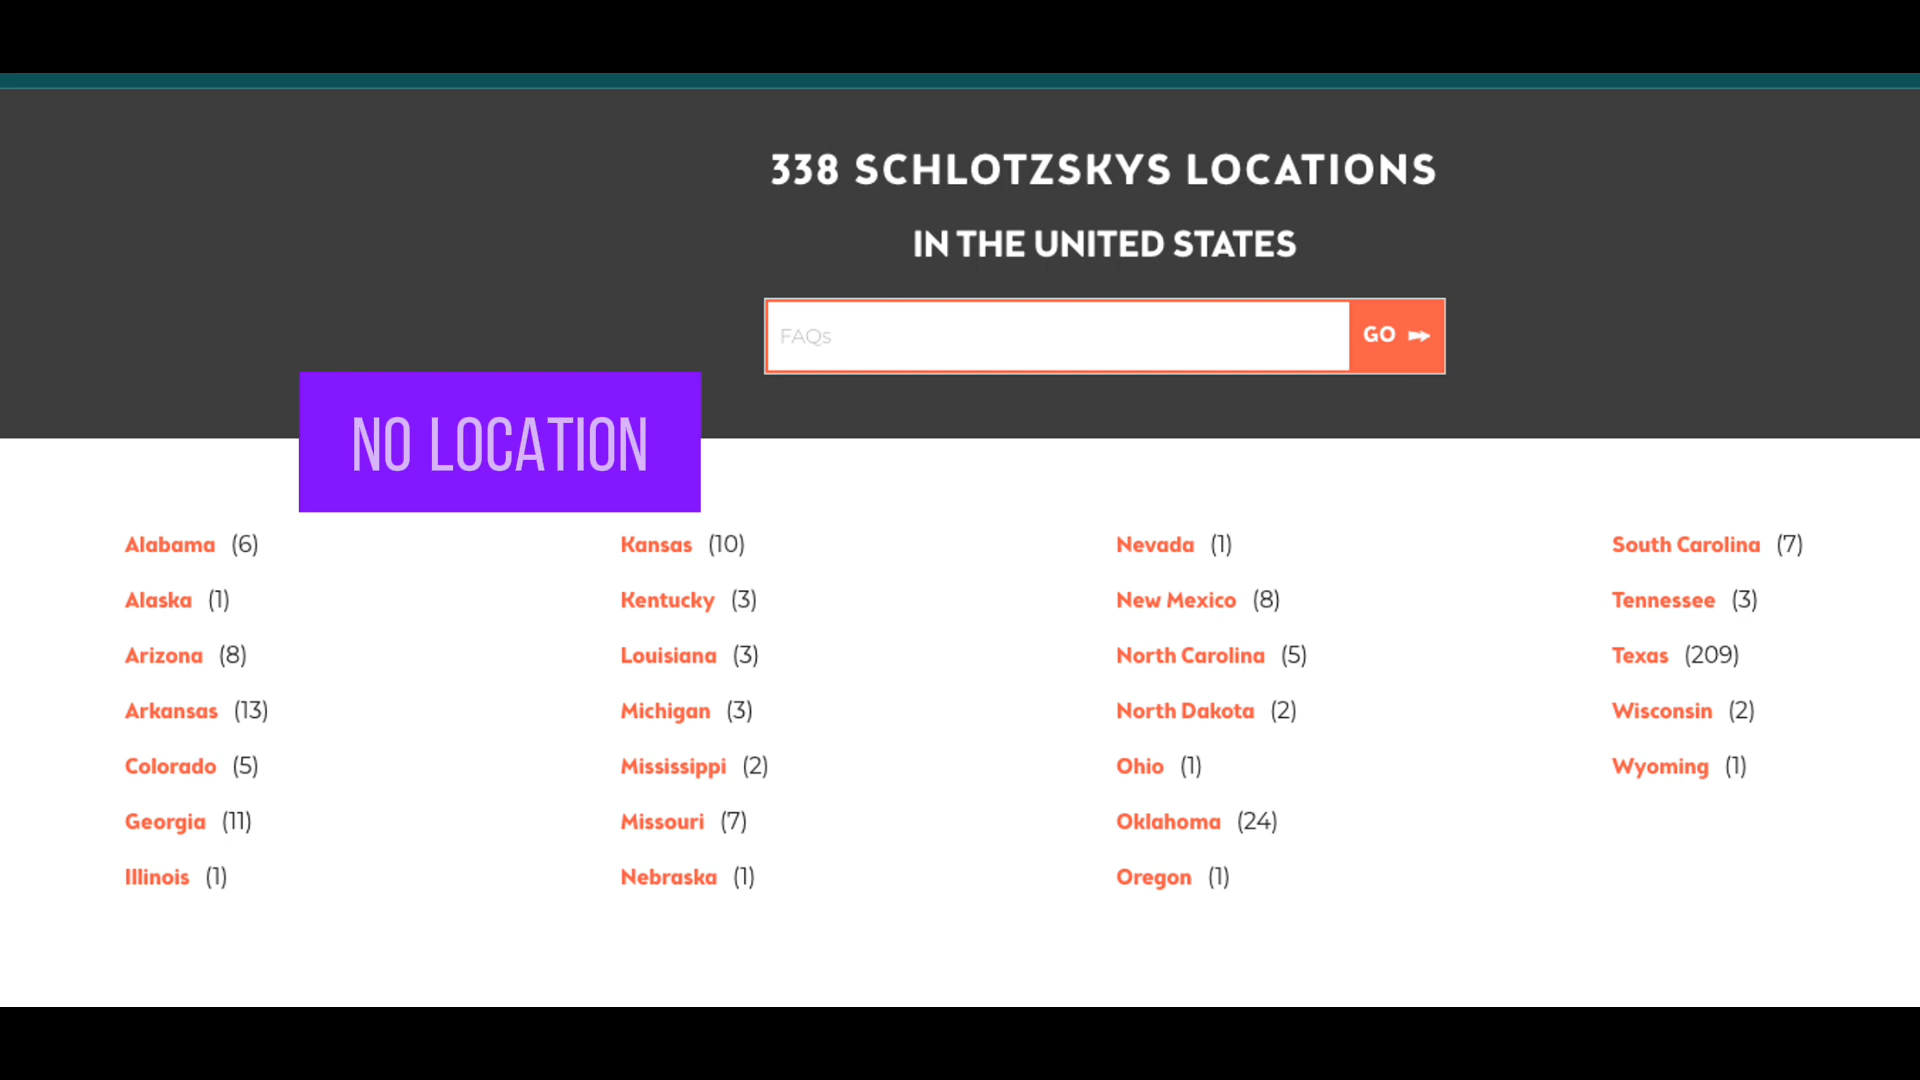 338 SCHLOTZSKYS LOCATIONS
IN THE UNITED STATES
FAQs
GO
NO LOCATION
Alabama (6)
Alaska (1)
Arizona (8)
Arkansas (13)
Colorado (5)
Georgia (11)
Illinois (1)
Kansas (10)
Kentucky (3)
Louisiana (3)
Michigan (3)
Mississippi (2)
Missouri (7)
Nebraska (1)
Nevada (1)
New Mexico (8)
North Carolina (5)
North Dakota (2)
Ohio (1)
Oklahoma (24)
Oregon (1)
South Carolina (7)
Tennessee (3)
Texas (209)
Wisconsin (2)
Wyoming (1)